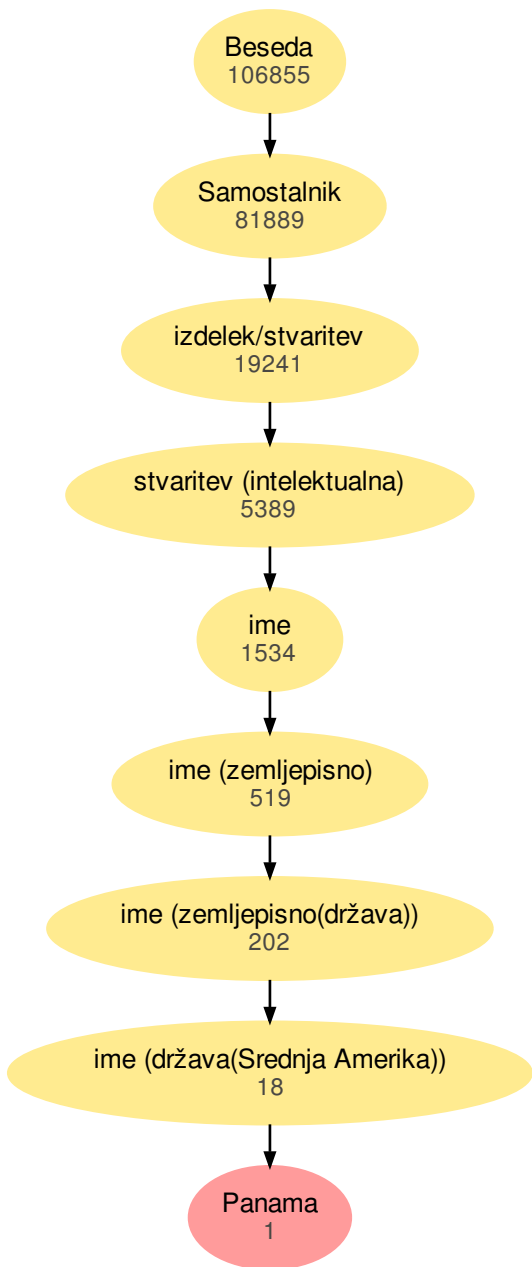 Beseda
106855
Samostalnik
81889
izdelek/stvaritev
19241
stvaritev (intelektualna)
5389
ime
1534
ime (zemljepisno)
519
ime (zemljepisno(država))
202
ime (država(Srednja Amerika))
18
Panama
1